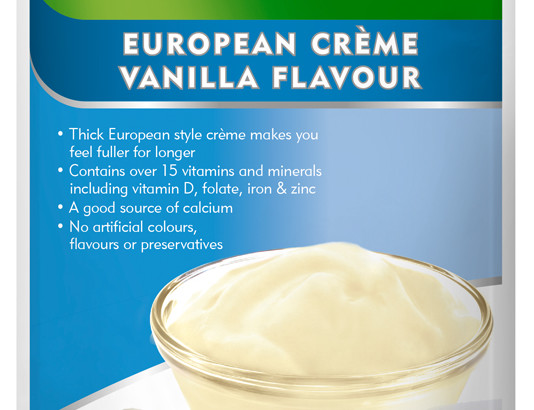 EUROPEAN CRÈME
VANILLA FLAVOUR
• Thick European style crème makes you
feel fuller for longer
• Contains over 15 vitamins and minerals
including vitamin D, folate, iron & zinc
• A good source of calcium
• No artificial colours,
flavours or preservatives